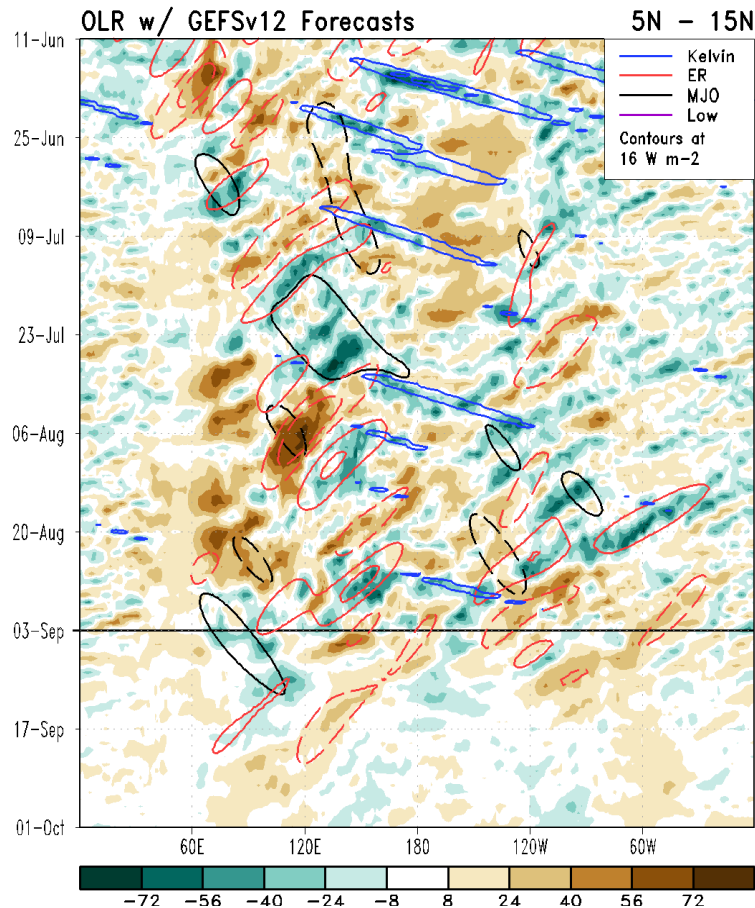 OLR w/ GEFSv12 Forecasts 5N - 15N
11-Jun
25-Jun
09-Jul
23-Jul
06-Aug
20-Aug
03-Sep
17-Sep
01-Oct
Kelvin
ER
MJO
Low
Contours at
16 W m-2
60E 120E 180 120W 60W
-72 -56 -40 -24 -8 8 24 40 56 72